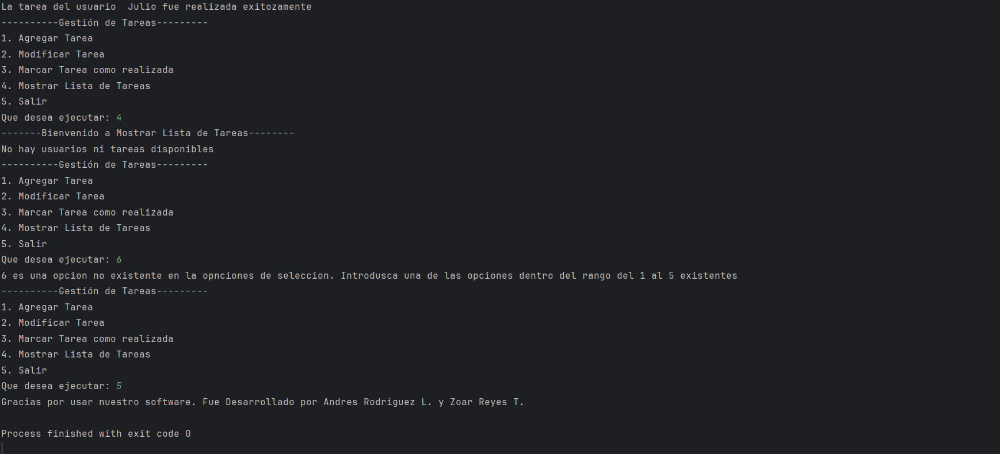 La tarea del usuario  Julio fue realizada exitozamente
----------Gestión de Tareas---------
1. Agregar Tarea
2. Modificar Tarea
3. Marcar Tarea como realizada
4. Mostrar Lista de Tareas
5. Salir
Que desea ejecutar: 4
-------Bienvenido a Mostrar Lista de Tareas--------
No hay usuarios ni tareas disponibles
----------Gestión de Tareas---------
1. Agregar Tarea
2. Modificar Tarea
3. Marcar Tarea como realizada
4. Mostrar Lista de Tareas
5. Salir
Que desea ejecutar: 6
6 es una opcion no existente en la opnciones de seleccion. Introdusca una de las opciones dentro del rango del 1 al 5 existentes
----------Gestión de Tareas---------
1. Agregar Tarea
2. Modificar Tarea
3. Marcar Tarea como realizada
4. Mostrar Lista de Tareas
5. Salir
Que desea ejecutar: 5
Gracias por usar nuestro software. Fue Desarrollado por Andres Rodriguez L. y Zoar Reyes T.
Process finished with exit code 0